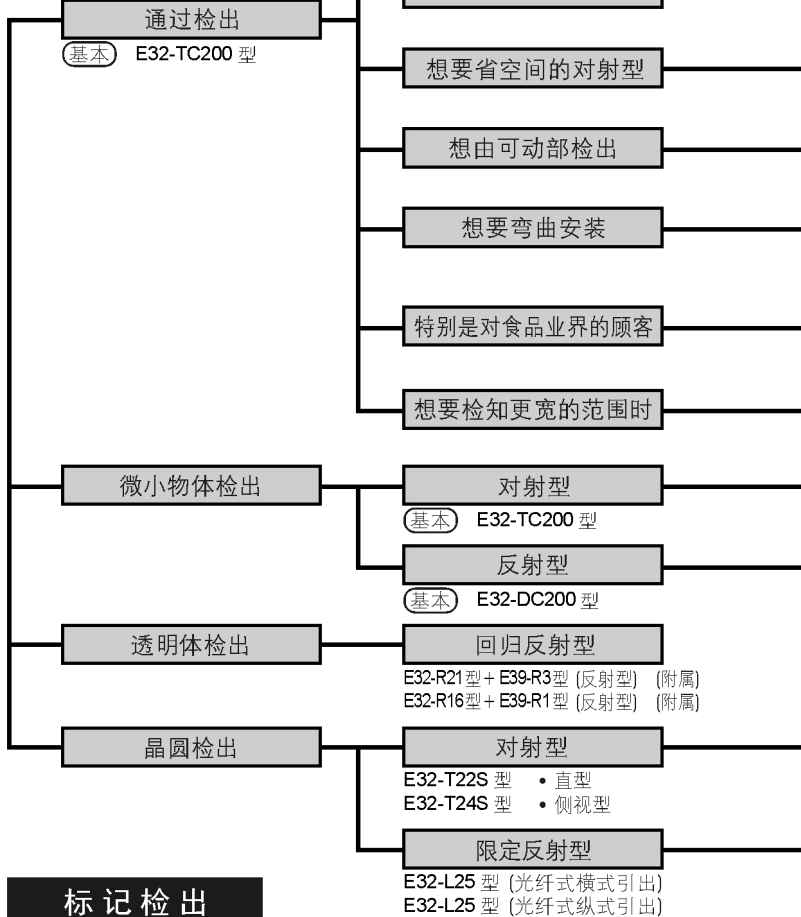 通过检出
基本 E32-TC200 型
想要省空间的对射型
想由可动部检出
想要弯曲安装
特别是对食品业界的顾客
想要检知更宽的范围时
微小物体检出
对射型
基本 E32-TC200 型
反射型
基本 E32-DC200 型
透明体检出
回归反射型
E32-R21型+E39-R3型 (反射型) (附属)
E32-R16型+E39-R1型 (反射型) (附属)
晶圆检出
对射型
E32-T22S 型 • 直型
E32-T24S 型 • 侧视型
限定反射型
E32-L25 型 (光纤式横式引出)
E32-L25 型 (光纤式纵式引出)
标记检出